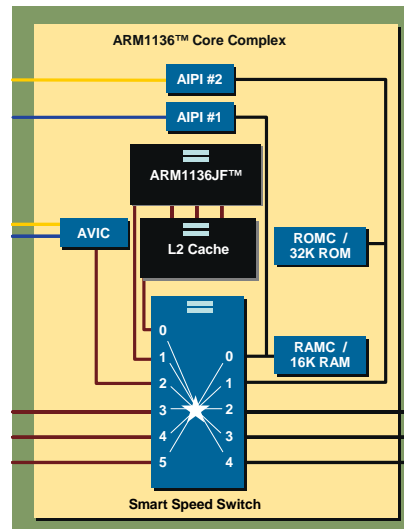 ARM1136™ Core Complex
AIPI #2
AIPI #1
ARM1136JF™
AVIC
L2 Cache
ROMC /
32K ROM
RAMC /
16K RAM
0
1
2
3
4
5
0
1
2
3
4
Smart Speed Switch